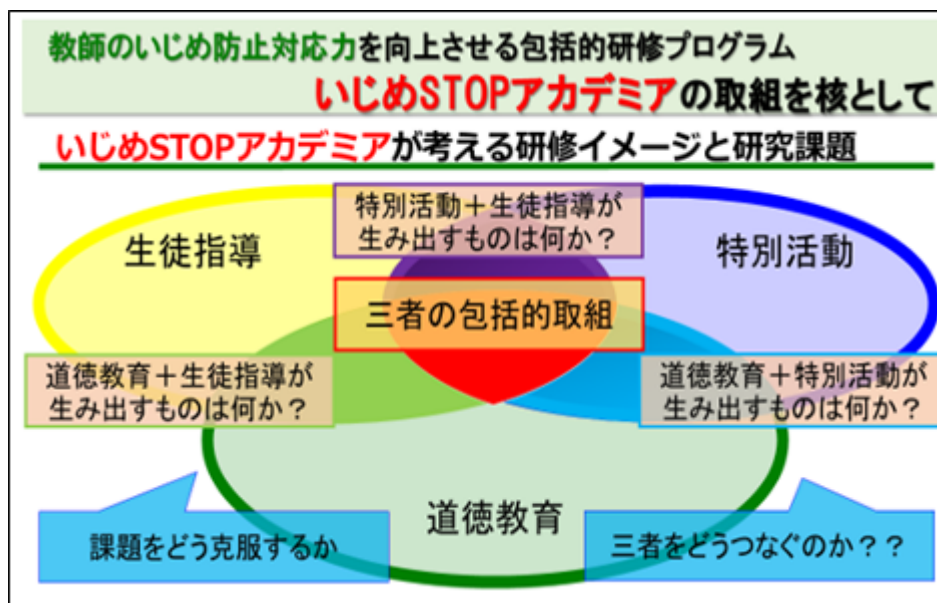 教師のいじめ防止対応力を向上させる包括的研修プログラム
いじめSTOPアカデミアの取組を核として
いじめSTOPアカデミアが考える研修イメージと研究課題
特別活動＋生徒指導が
生み出すものは何か？
生徒指導
特別活動
三者の包括的取組
道徳教育＋生徒指導が
生み出すものは何か？
道徳教育＋特別活動が
生み出すものは何か？
道徳教育
課題をどう克服するか
三者をどうつなぐのか？？